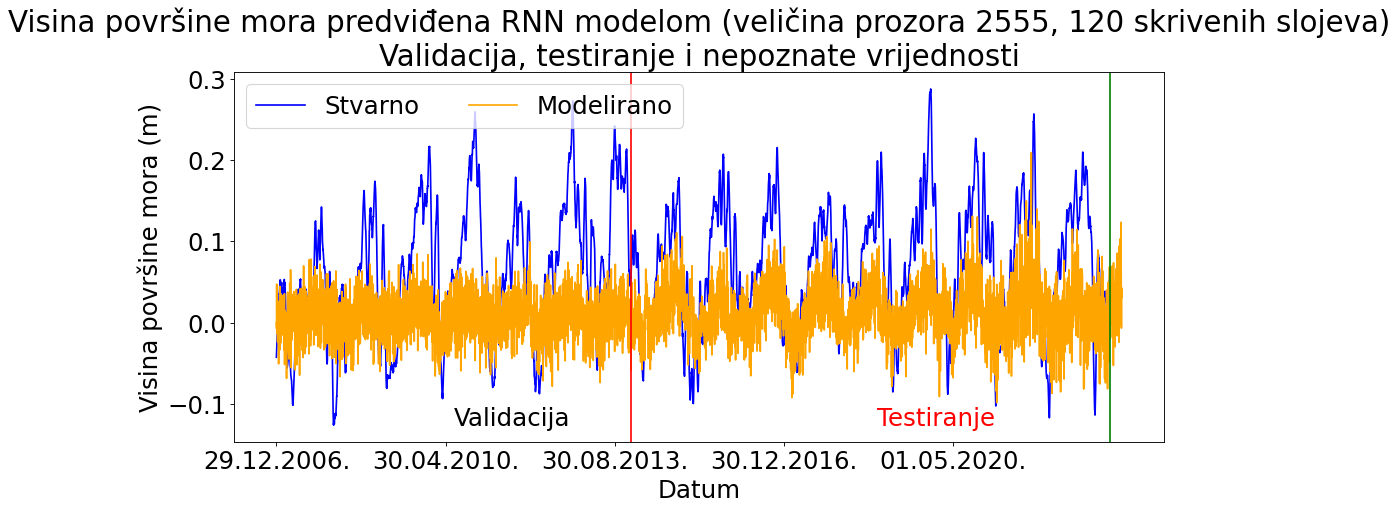 Visina površine mora predviđena RNN modelom (veličina prozora 2555, 120 skrivenih slojeva)
Validacija, testiranje i nepoznate vrijednosti
Stvarno
Modelirano
Visina površine mora (m)
0.3
0.2
0.1
0.0
−0.1
Validacija
Testiranje
29.12.2006.
30.04.2010.
30.08.2013.
30.12.2016.
01.05.2020.
Datum